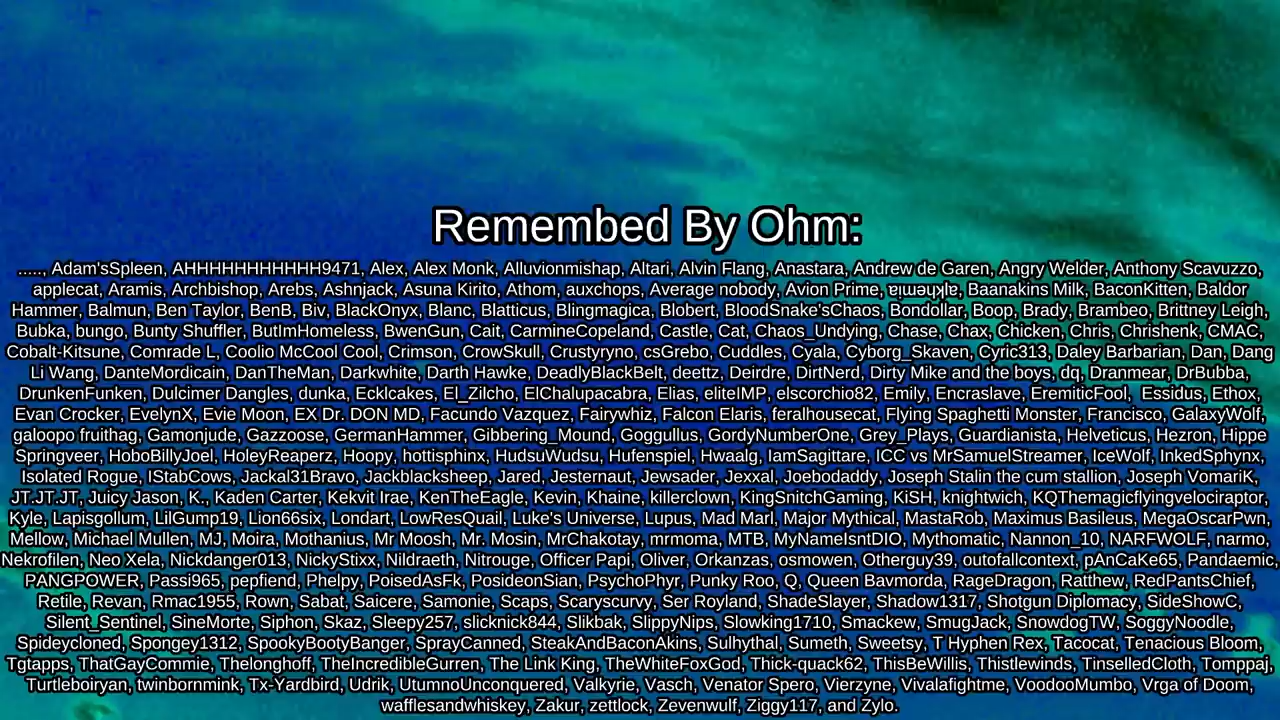 Remembed By Ohm:
....., Adam'sSpleen, AHHHHHHHHHHH9471, Alex, Alex Monk, Alluvionmishap, Altari, Alvin Flang, Anastara, Andrew de Garen, Angry Welder, Anthony Scavuzzo,
applecat, Aramis, Archbishop, Arebs, Ashnjack, Asuna Kirito, Athom, auxchops, Average nobody, Avion Prime, ɐᴉɯǝuʞlɐ, Baanakins Milk, BaconKitten, Baldor
Hammer, Balmun, Ben Taylor, BenB, Biv, BlackOnyx, Blanc, Blatticus, Blingmagica, Blobert, BloodSnake'sChaos, Bondollar, Boop, Brady, Brambeo, Brittney Leigh,
Bubka, bungo, Bunty Shuffler, ButImHomeless, BwenGun, Cait, CarmineCopeland, Castle, Cat, Chaos_Undying, Chase, Chax, Chicken, Chris, Chrishenk, CMAC,
Cobalt-Kitsune, Comrade L, Coolio McCool Cool, Crimson, CrowSkull, Crustyryno, csGrebo, Cuddles, Cyala, Cyborg_Skaven, Cyric313, Daley Barbarian, Dan, Dang
Li Wang, DanteMordicain, DanTheMan, Darkwhite, Darth Hawke, DeadlyBlackBelt, deettz, Deirdre, DirtNerd, Dirty Mike and the boys, dq, Dranmear, DrBubba,
DrunkenFunken, Dulcimer Dangles, dunka, Ecklcakes, El_Zilcho, ElChalupacabra, Elias, eliteIMP, elscorchio82, Emily, Encraslave, EremiticFool,  Essidus, Ethox,
Evan Crocker, EvelynX, Evie Moon, EX Dr. DON MD, Facundo Vazquez, Fairywhiz, Falcon Elaris, feralhousecat, Flying Spaghetti Monster, Francisco, GalaxyWolf,
galoopo fruithag, Gamonjude, Gazzoose, GermanHammer, Gibbering_Mound, Goggullus, GordyNumberOne, Grey_Plays, Guardianista, Helveticus, Hezron, Hippe
Springveer, HoboBillyJoel, HoleyReaperz, Hoopy, hottisphinx, HudsuWudsu, Hufenspiel, Hwaalg, IamSagittare, ICC vs MrSamuelStreamer, IceWolf, InkedSphynx,
Isolated Rogue, IStabCows, Jackal31Bravo, Jackblacksheep, Jared, Jesternaut, Jewsader, Jexxal, Joebodaddy, Joseph Stalin the cum stallion, Joseph VomariK,
JT.JT.JT, Juicy Jason, K., Kaden Carter, Kekvit Irae, KenTheEagle, Kevin, Khaine, killerclown, KingSnitchGaming, KiSH, knightwich, KQThemagicflyingvelociraptor,
Kyle, Lapisgollum, LilGump19, Lion66six, Londart, LowResQuail, Luke's Universe, Lupus, Mad Marl, Major Mythical, MastaRob, Maximus Basileus, MegaOscarPwn,
Mellow, Michael Mullen, MJ, Moira, Mothanius, Mr Moosh, Mr. Mosin, MrChakotay, mrmoma, MTB, MyNameIsntDIO, Mythomatic, Nannon_10, NARFWOLF, narmo,
Nekrofilen, Neo Xela, Nickdanger013, NickyStixx, Nildraeth, Nitrouge, Officer Papi, Oliver, Orkanzas, osmowen, Otherguy39, outofallcontext, pAnCaKe65, Pandaemic,
PANGPOWER, Passi965, pepfiend, Phelpy, PoisedAsFk, PosideonSian, PsychoPhyr, Punky Roo, Q, Queen Bavmorda, RageDragon, Ratthew, RedPantsChief,
Retile, Revan, Rmac1955, Rown, Sabat, Saicere, Samonie, Scaps, Scaryscurvy, Ser Royland, ShadeSlayer, Shadow1317, Shotgun Diplomacy, SideShowC,
Silent_Sentinel, SineMorte, Siphon, Skaz, Sleepy257, slicknick844, Slikbak, SlippyNips, Slowking1710, Smackew, SmugJack, SnowdogTW, SoggyNoodle,
Spideycloned, Spongey1312, SpookyBootyBanger, SprayCanned, SteakAndBaconAkins, Sulhythal, Sumeth, Sweetsy, T Hyphen Rex, Tacocat, Tenacious Bloom,
Tgtapps, ThatGayCommie, Thelonghoff, TheIncredibleGurren, The Link King, TheWhiteFoxGod, Thick-quack62, ThisBeWillis, Thistlewinds, TinselledCloth, Tomppaj,
Turtleboiryan, twinbornmink, Tx-Yardbird, Udrik, UtumnoUnconquered, Valkyrie, Vasch, Venator Spero, Vierzyne, Vivalafightme, VoodooMumbo, Vrga of Doom,
wafflesandwhiskey, Zakur, zettlock, Zevenwulf, Ziggy117, and Zylo.